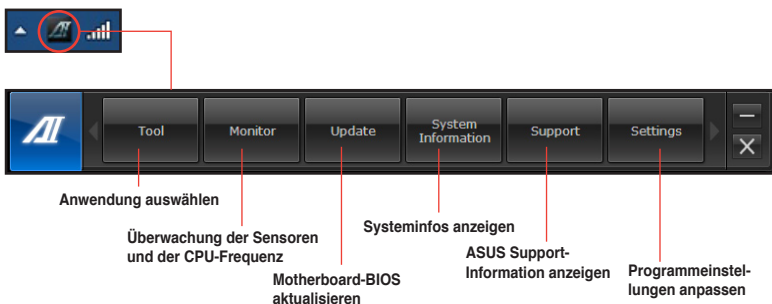 Tool
Monitor
Update
System
Information
Support
Settings
Anwendung auswählen
Überwachung der Sensoren
und der CPU-Frequenz
Motherboard-BIOS
aktualisieren
Systeminfos anzeigen
ASUS Support-
Information anzeigen
Programmeinstel-
lungen anpassen